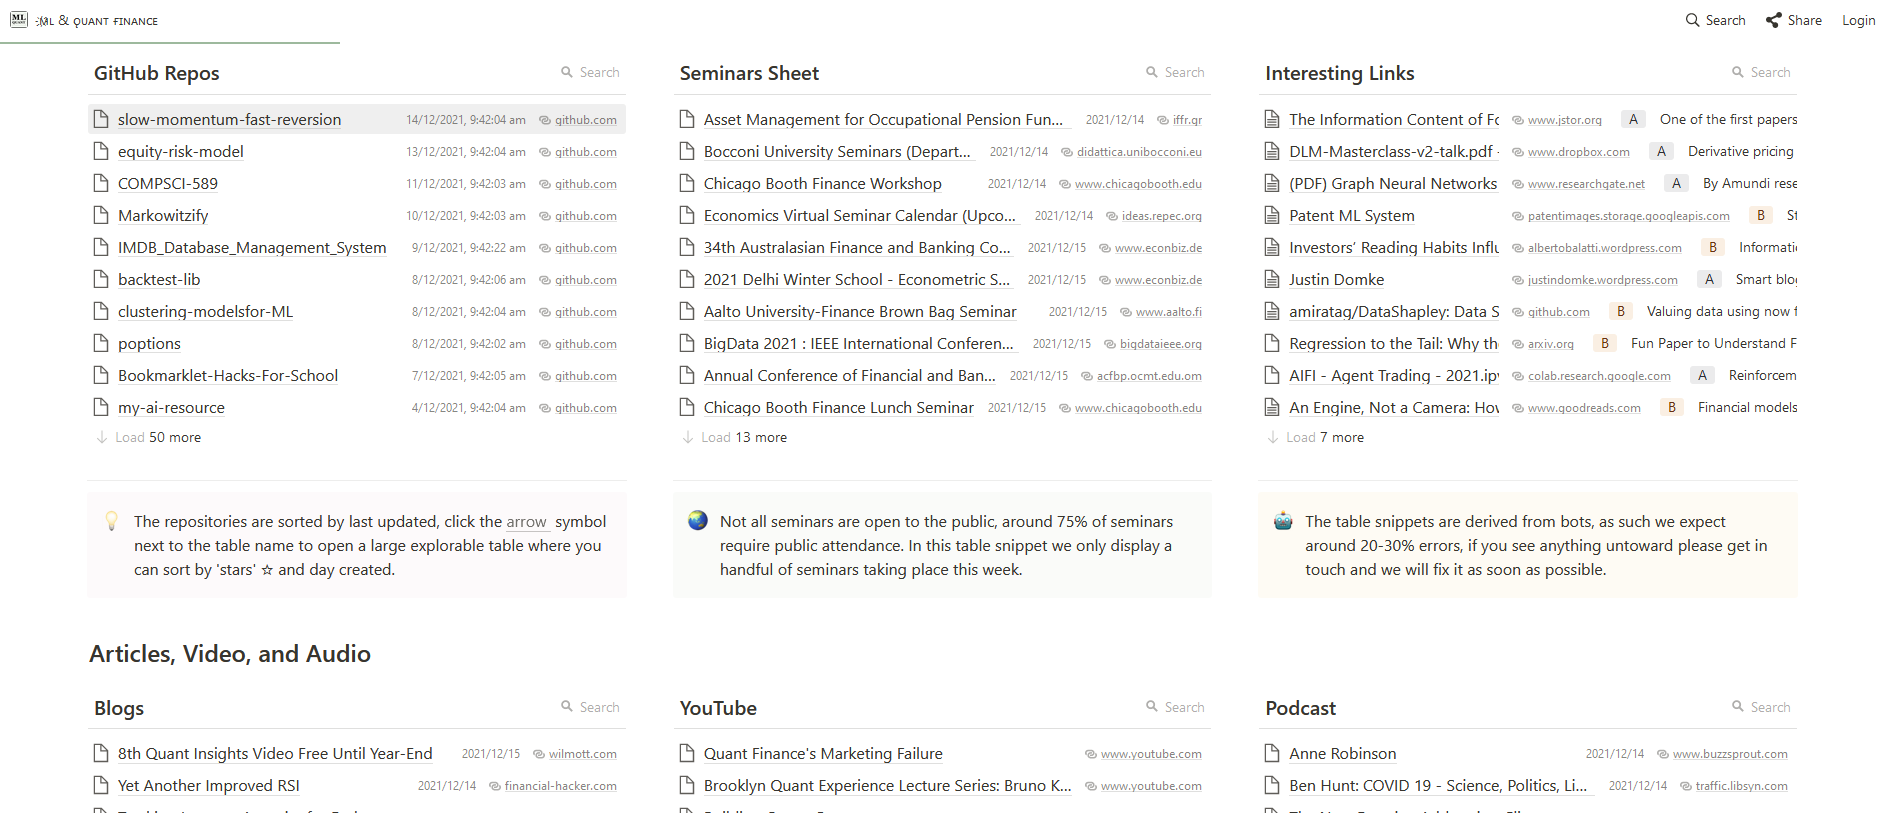 ML & QUANT FINANCE
Search Share Login
GitHub Repos Search
slow-momentum-fast-reversion 14/12/2021, 9:42:04 am github.com
equity-risk-model 13/12/2021, 9:42:04 am github.com
COMPSCI-589 11/12/2021, 9:42:03 am github.com
Markowitzify 10/12/2021, 9:42:03 am github.com
IMDB_Database_Management_System 9/12/2021, 9:42:22 am github.com
backtest-lib 8/12/2021, 9:42:06 am github.com
clustering-modelsfor-ML 8/12/2021, 9:42:04 am github.com
poptions 8/12/2021, 9:42:02 am github.com
Bookmarklet-Hacks-For-School 7/12/2021, 9:42:05 am github.com
my-ai-resource 4/12/2021, 9:42:04 am github.com
Load 50 more
The repositories are sorted by last updated, click the arrow symbol
next to the table name to open a large explorable table where you
can sort by 'stars' ☆ and day created.
Seminars Sheet Search
Asset Management for Occupational Pension Fun... 2021/12/14 iffr.gr
Bocconi University Seminars (Depart... 2021/12/14 didattica.unibocconi.eu
Chicago Booth Finance Workshop 2021/12/14 www.chicagobooth.edu
Economics Virtual Seminar Calendar (Upco... 2021/12/14 ideas.repec.org
34th Australasian Finance and Banking Co... 2021/12/15 www.econbiz.de
2021 Delhi Winter School - Econometric S... 2021/12/15 www.econbiz.de
Aalto University-Finance Brown Bag Seminar 2021/12/15 www.aalto.fi
BigData 2021 : IEEE International Conferen... 2021/12/15 bigdataieee.org
Annual Conference of Financial and Ban... 2021/12/15 acfbp.ocmt.edu.om
Chicago Booth Finance Lunch Seminar 2021/12/15 www.chicagobooth.edu
Load 13 more
Not all seminars are open to the public, around 75% of seminars
require public attendance. In this table snippet we only display a
handful of seminars taking place this week.
Interesting Links Search
The Information Content of Fo www.jstor.org A One of the first papers
DLM-Masterclass-v2-talk.pdf - www.dropbox.com A Derivative pricing
(PDF) Graph Neural Networks www.researchgate.net A By Amundi rese
Patent ML System patentimages.storage.googleapis.com B St
Investors' Reading Habits Influ albertobalatti.wordpress.com B Informati
Justin Domke justindomke.wordpress.com A Smart blog
amiratag/DataShapley: Data S github.com B Valuing data using now f
Regression to the Tail: Why the arxiv.org B Fun Paper to Understand F
AIFI - Agent Trading - 2021.ipy colab.research.google.com A Reinforcem
An Engine, Not a Camera: How www.goodreads.com B Financial models
Load 7 more
The table snippets are derived from bots, as such we expect
around 20-30% errors, if you see anything untoward please get in
touch and we will fix it as soon as possible.
Articles, Video, and Audio
Blogs Search
8th Quant Insights Video Free Until Year-End 2021/12/15 wilmott.com
Yet Another Improved RSI 2021/12/14 financial-hacker.com
YouTube Search
Quant Finance's Marketing Failure www.youtube.com
Brooklyn Quant Experience Lecture Series: Bruno K... www.youtube.com
Podcast Search
Anne Robinson 2021/12/14 www.buzzsprout.com
Ben Hunt: COVID 19 - Science, Politics, Li... 2021/12/14 traffic.libsyn.com